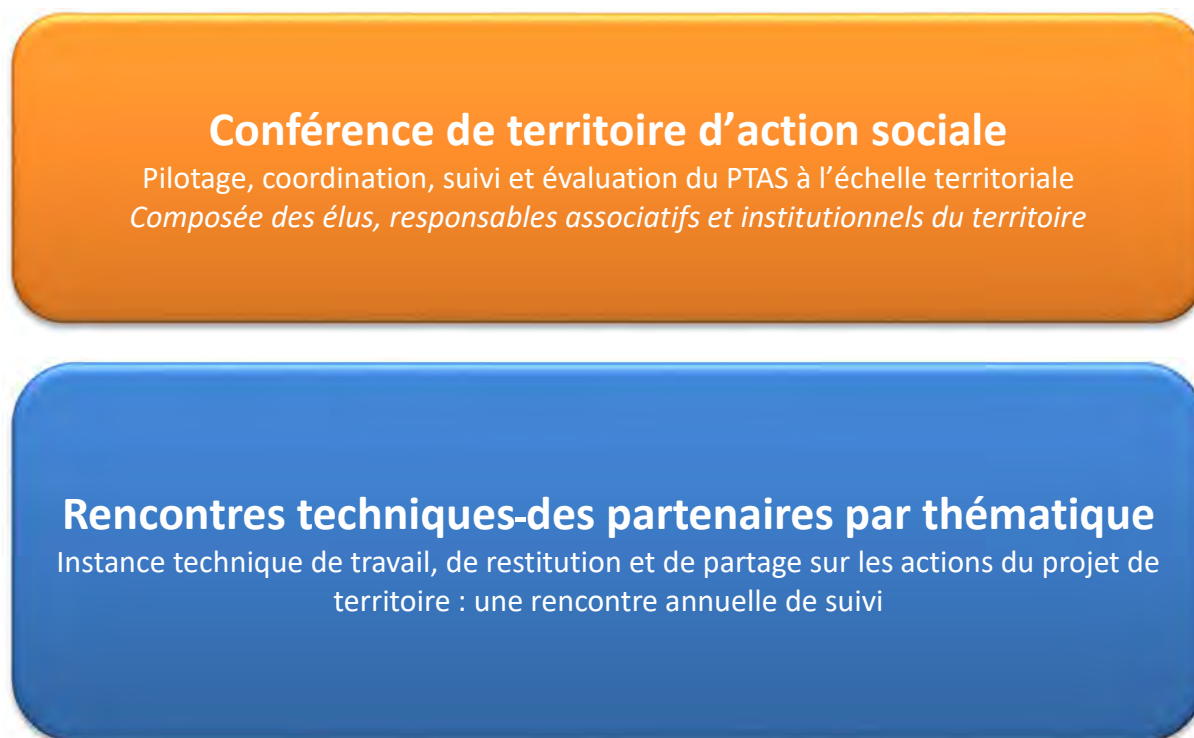 Conférence de territoire d’action sociale
Pilotage, coordination, suivi et évaluation du PTAS à l’échelle territoriale
Composée des élus, responsables associatifs et institutionnels du territoire
Rencontres techniques-des partenaires par thématique
Instance technique de travail, de restitution et de partage sur les actions du projet de
territoire : une rencontre annuelle de suivi